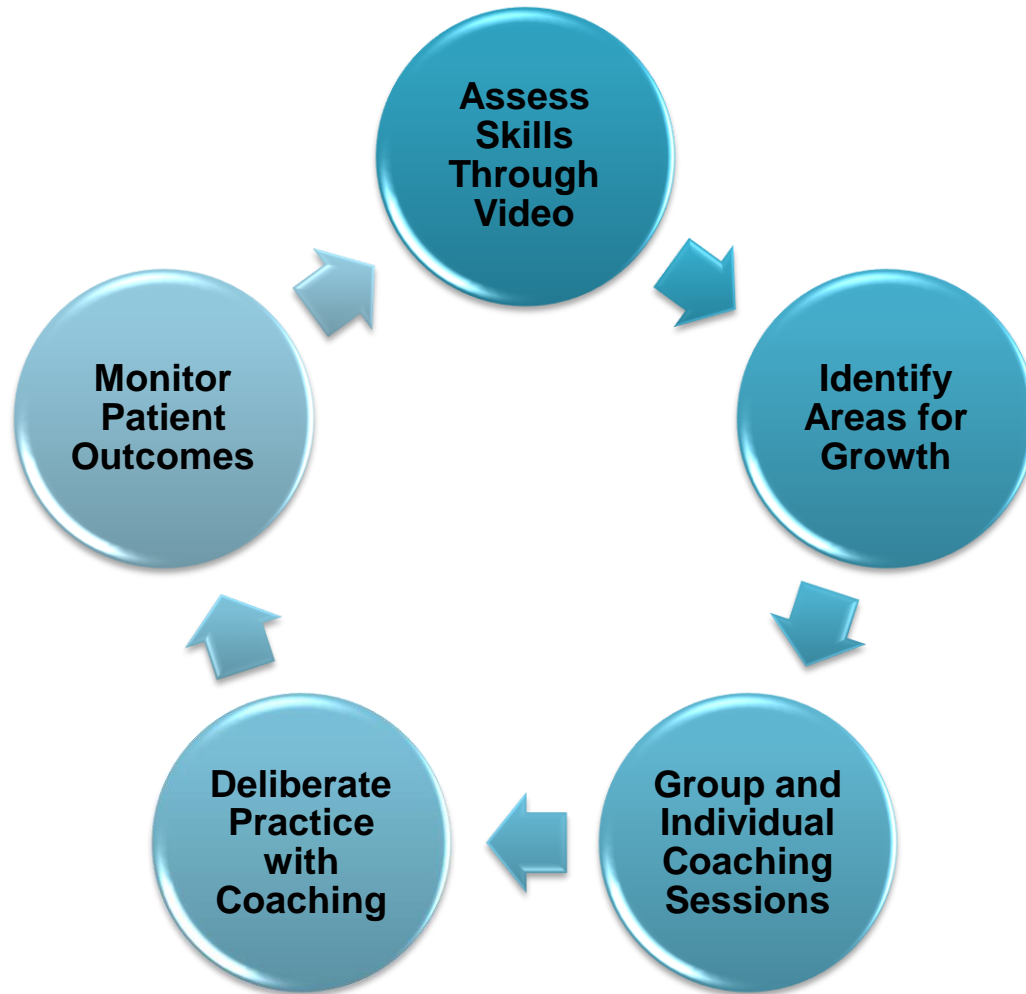 Assess
Skills
Through
Video
Identify
Areas for
Growth
Group and
Individual
Coaching
Sessions
Deliberate
Practice
with
Coaching
Monitor
Patient
Outcomes